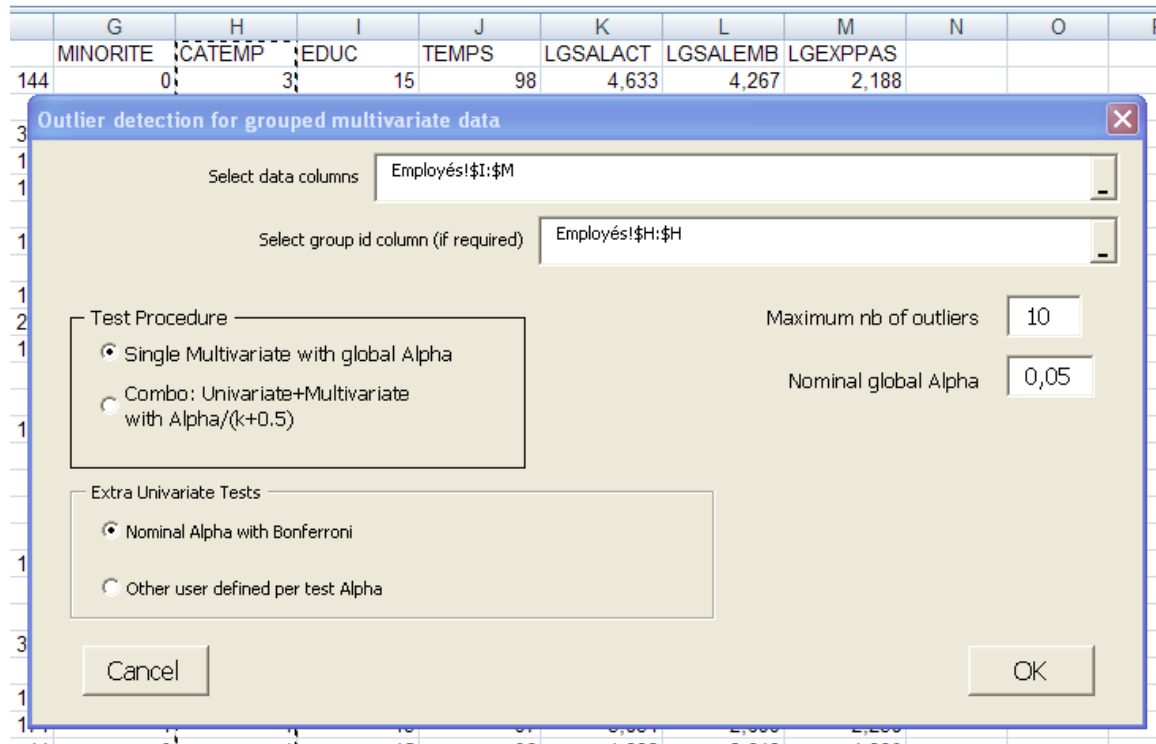 G H I J K L M N O
MINORITE CATEMP EDUC TEMPS LGSALACT LGSALEMB LGEXPPAS
144 0 3 15 98 4,633 4,267 2,188
Outlier detection for grouped multivariate data
Select data columns Employés!$I:$M
Select group id column (if required) Employés!$H:$H
Test Procedure
Single Multivariate with global Alpha
Combo: Univariate+Multivariate
with Alpha/(k+0.5)
Maximum nb of outliers 10
Nominal global Alpha 0,05
Extra Univariate Tests
Nominal Alpha with Bonferroni
Other user defined per test Alpha
Cancel OK